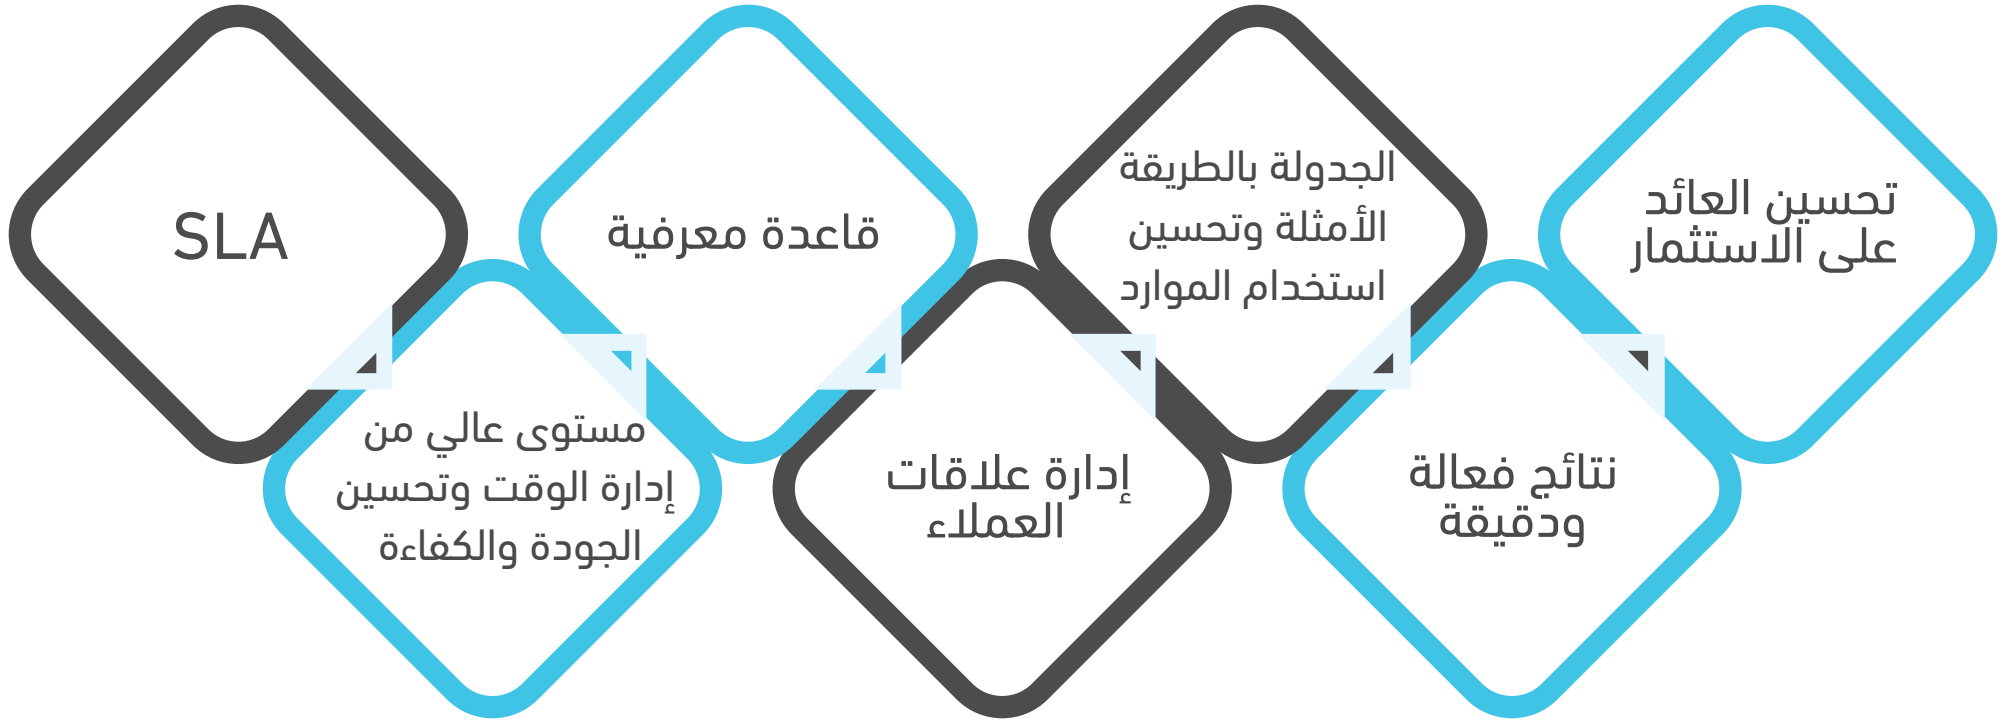 تحسين العائد
على الاستثمار
نتائج فعالة
ودقيقة
الجدولة بالطريقة
الأمثلة وتحسين
استخدام الموارد
إدارة علاقات
العملاء
قاعدة معرفية
مستوى عالي من
إدارة الوقت وتحسين
الجودة والكفاءة
SLA